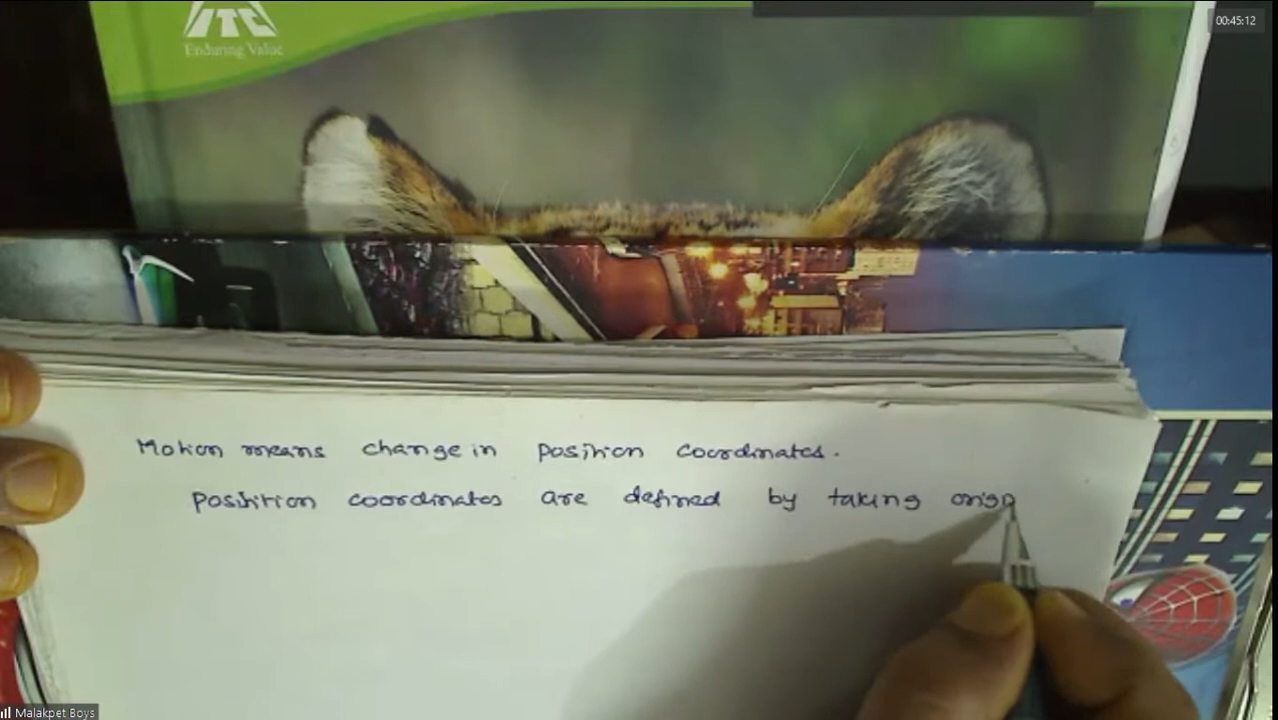 ITC
Enduring Value
00:45:12
Motion means change in position coordinates.
position coordinates are defined by taking origin
Malakpet Boys